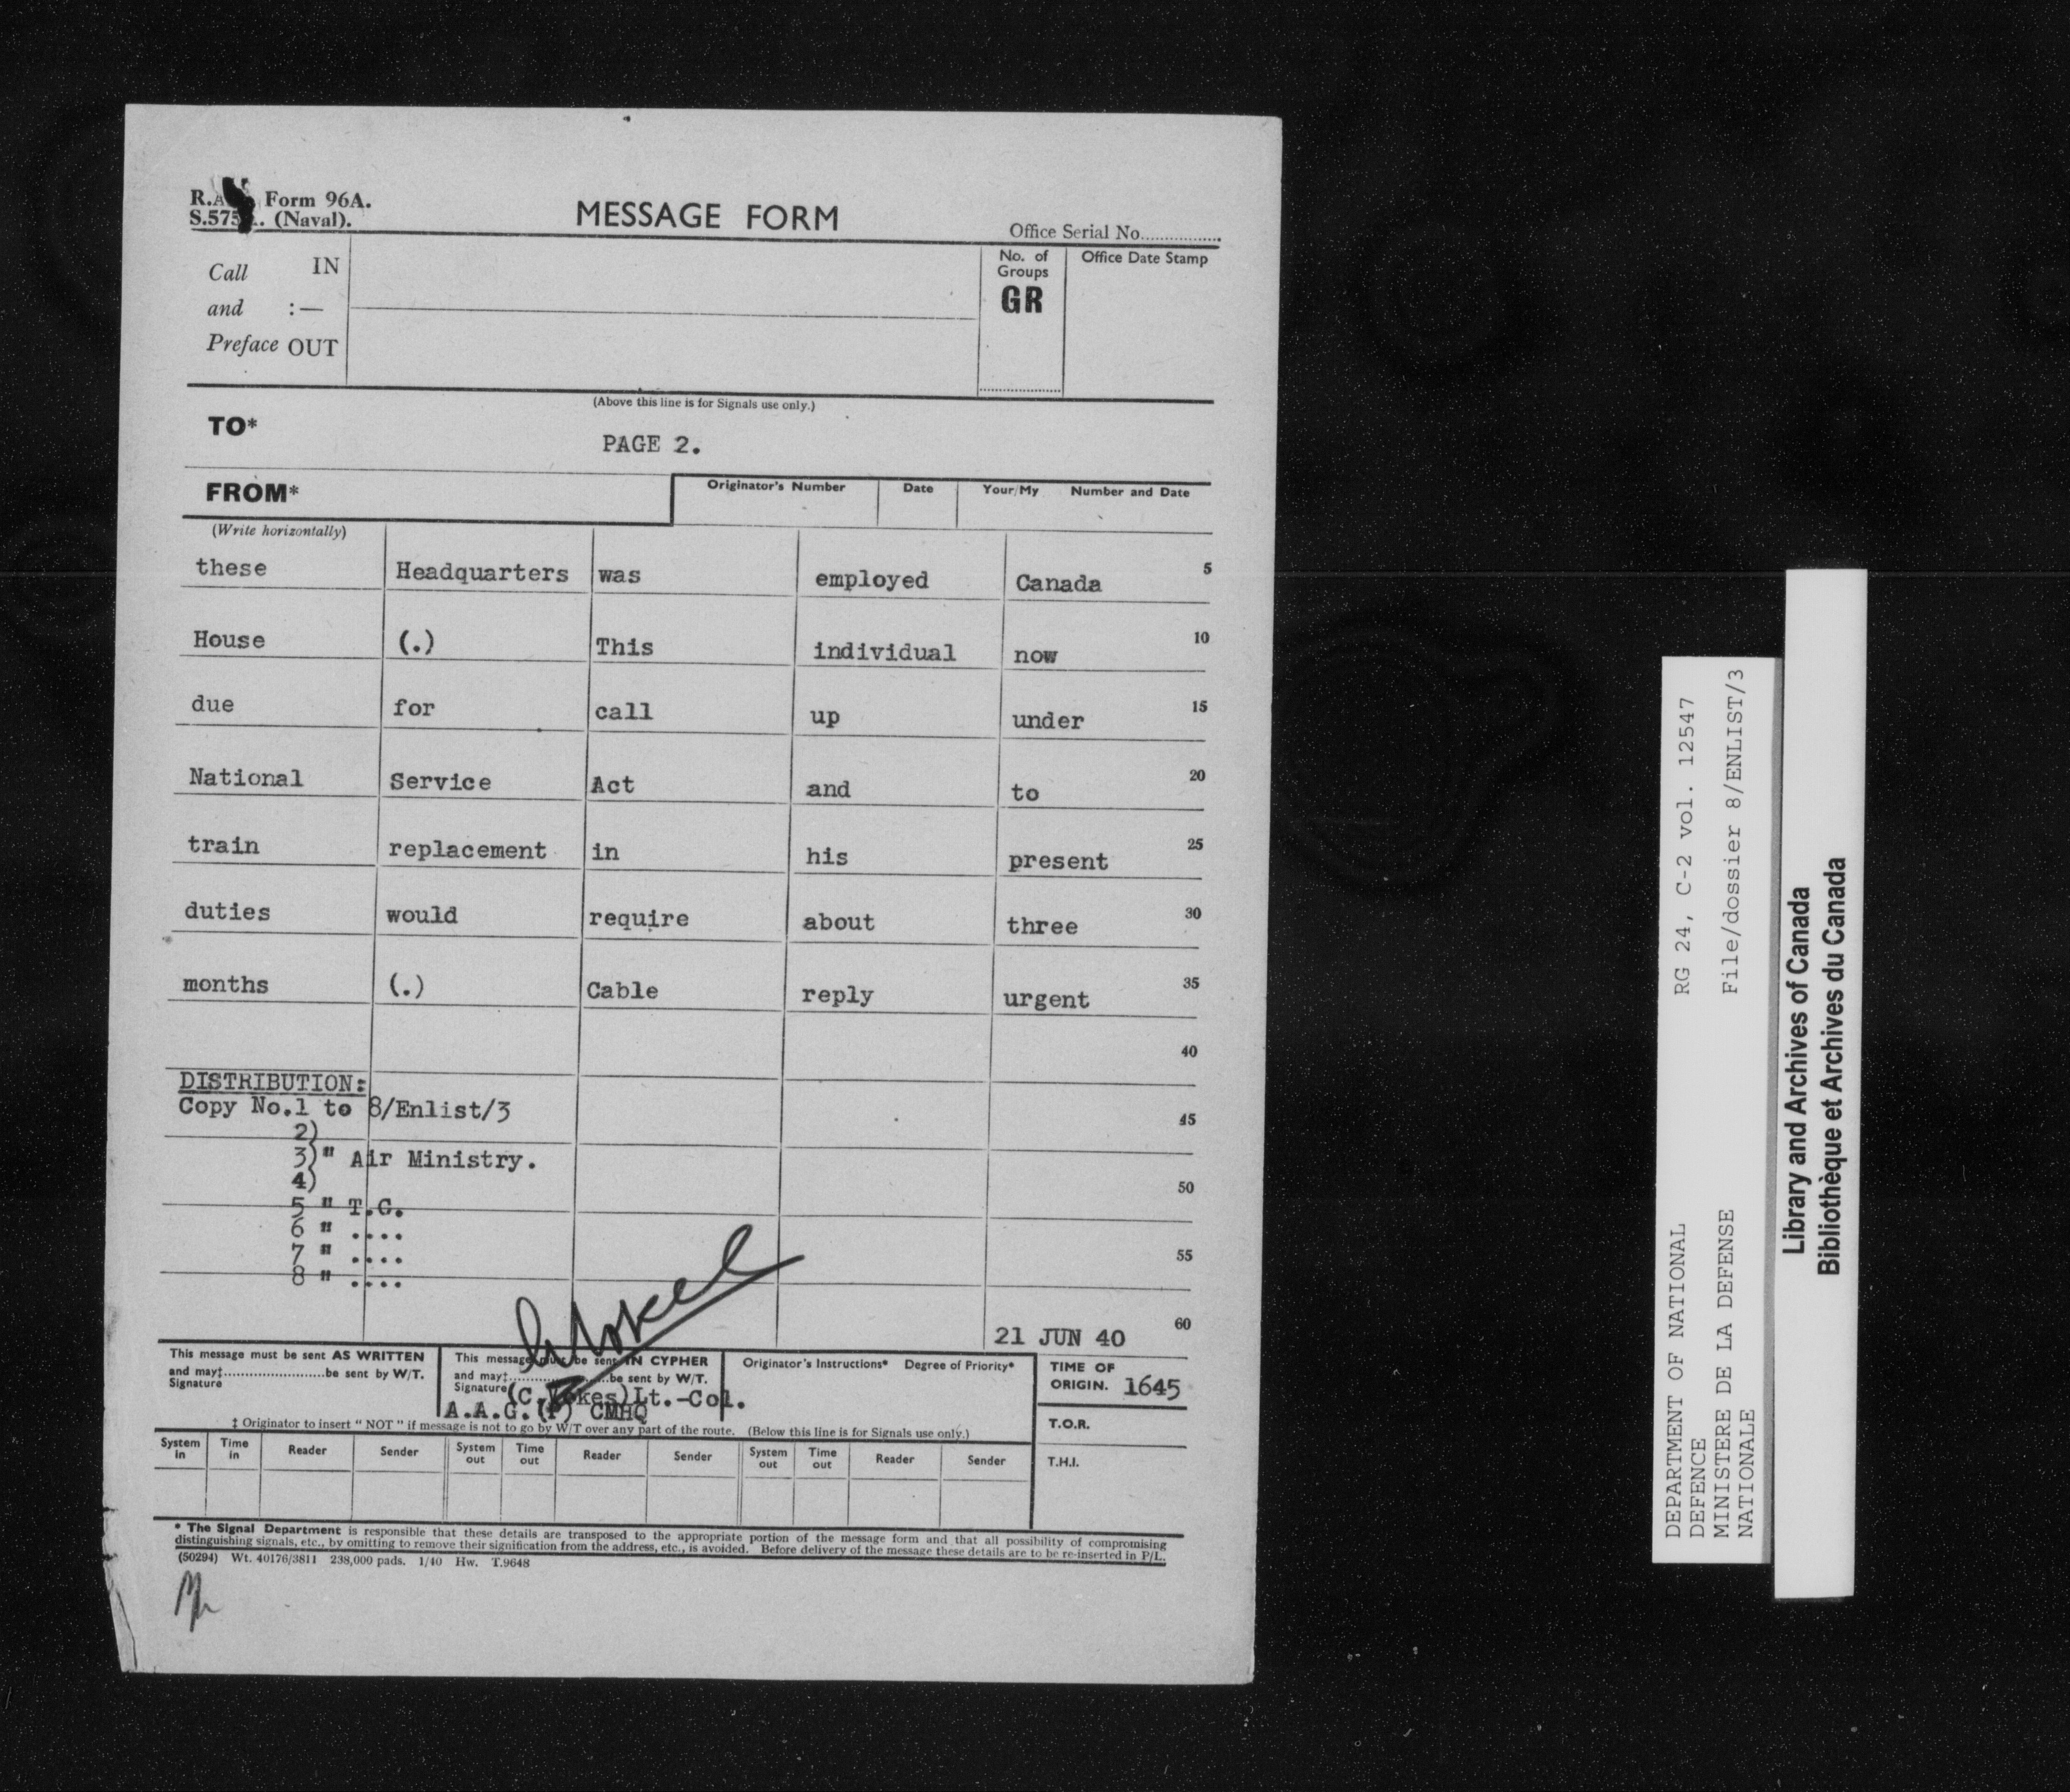 R.A Form 96A.
S.575 . (Naval).
MESSAGE FORM
Office Serial No.
Call IN
and :—
Preface OUT
No. of Groups
GR
Office Date Stamp
(Above this line is for Signals use only.)
TO*
PAGE 2.
FROM*
Originator's Number Date Your/My Number and Date
(Write horizontally)
these Headquarters was employed Canada 5
House (.) This individual now 10
due for call up under 15
National Service Act and to 20
train replacement in his present 25
duties would require about three 30
months (.) Cable reply urgent 35
40
DISTRIBUTION:
Copy No.1 to 8/Enlist/3 45
2)
3)" Air Ministry.
4)
50
5 " T.C.
6 " ....
7 " .... 55
8 " ....
60
21 JUN 40
This message must be sent AS WRITTEN
and may‡ be sent by W/T.
Signature
This message must be sent IN CYPHER
and may‡ be sent by W/T.
Signature (C. Vokes) Lt.-Col.
A.A.G. ( ) CMHQ
Originator's Instructions* Degree of Priority*
TIME OF ORIGIN. 1645
T.O.R.
T.H.I.
‡ Originator to insert "NOT" if message is not to go by W/T over any part of the route. (Below this line is for Signals use only.)
System in Time in Reader Sender System out Time out Reader Sender System out Time out Reader Sender
* The Signal Department is responsible that these details are transposed to the appropriate portion of the message form and that all possibility of compromising
distinguishing signals, etc., by omitting to remove their signification from the address, etc., is avoided. Before delivery of the message these details are to be re-inserted in P/L.
(50294) Wt. 40176/3811 238,000 pads. 1/40 Hw. T.9648
DEPARTMENT OF NATIONAL RG 24, C-2 vol. 12547
DEFENCE
MINISTERE DE LA DEFENSE File/dossier 8/ENLIST/3
NATIONALE
Library and Archives of Canada
Bibliothèque et Archives du Canada